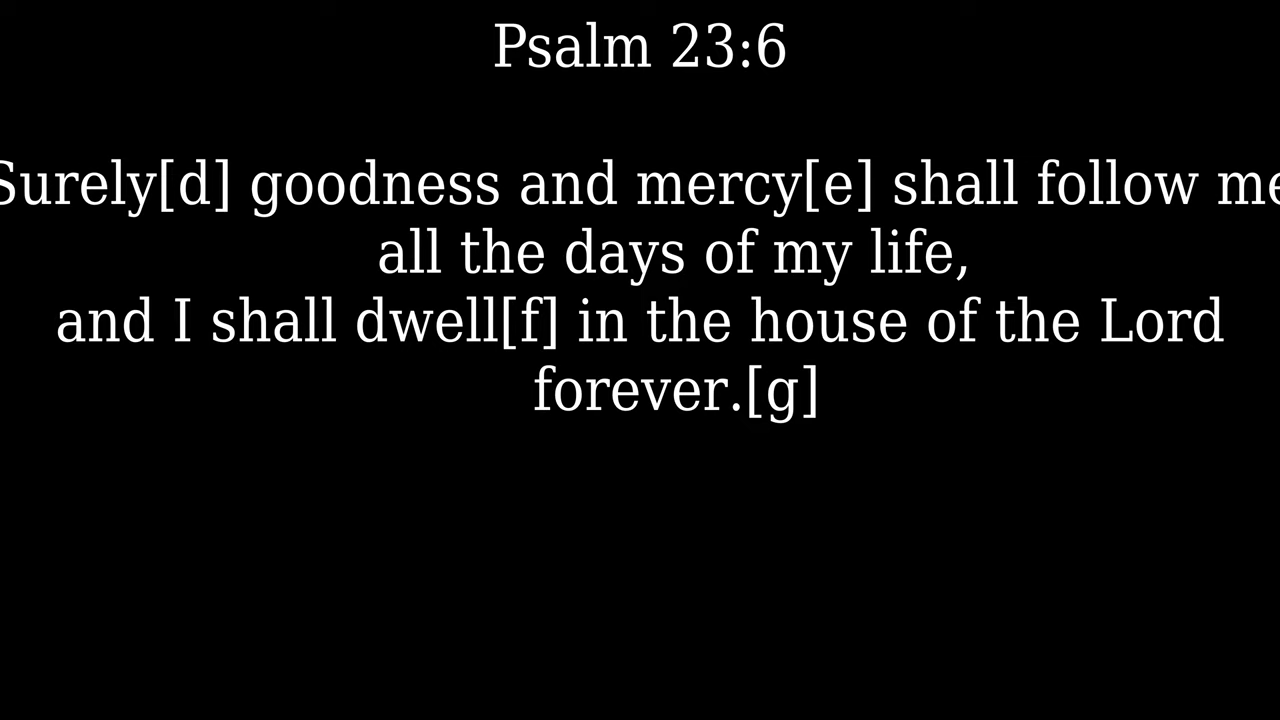 Psalm 23:6
Surely[d] goodness and mercy[e] shall follow me
all the days of my life,
and I shall dwell[f] in the house of the Lord
forever.[g]